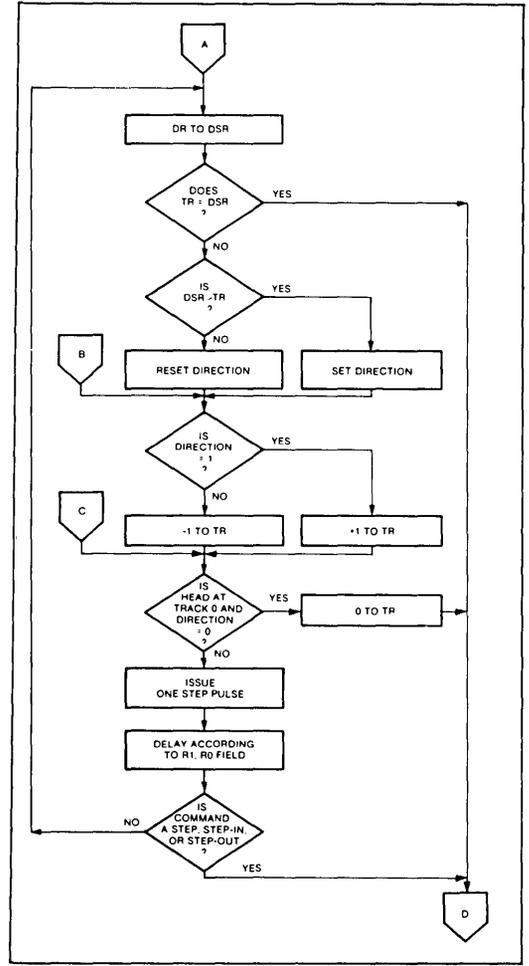 A
DR TO DSR
DOES
TR = DSR
?
YES
NO
IS
DSR TR
?
YES
NO
B
RESET DIRECTION
SET DIRECTION
IS
DIRECTION
= 1
?
YES
NO
C
-1 TO TR
+1 TO TR
IS
HEAD AT
TRACK 0 AND
DIRECTION
= 0
?
YES
0 TO TR
NO
ISSUE
ONE STEP PULSE
DELAY ACCORDING
TO R1, R0 FIELD
IS
COMMAND
A STEP, STEP-IN,
OR STEP-OUT
?
NO
YES
D